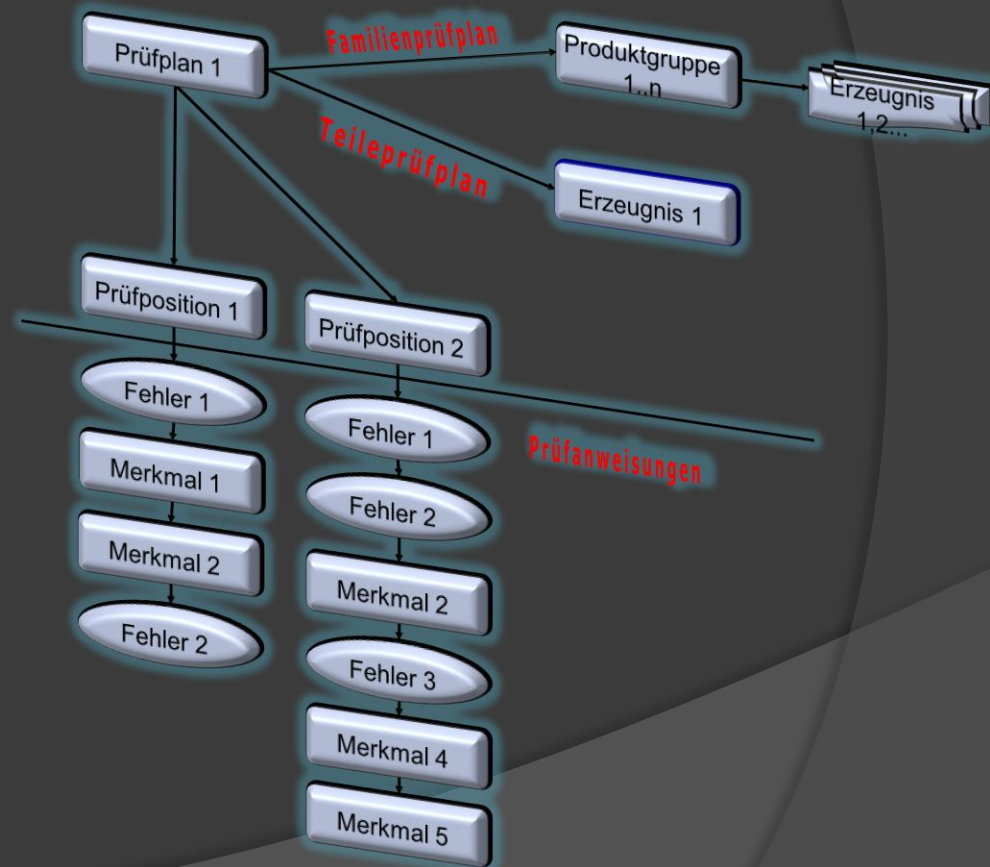 Prüfplan 1
Familienprüfplan
Produktgruppe
1..n
Erzeugnis
1,2...
Teileprüfplan
Erzeugnis 1
Prüfposition 1
Prüfposition 2
Fehler 1
Merkmal 1
Merkmal 2
Fehler 2
Fehler 1
Fehler 2
Merkmal 2
Fehler 3
Merkmal 4
Merkmal 5
Prüfanweisungen